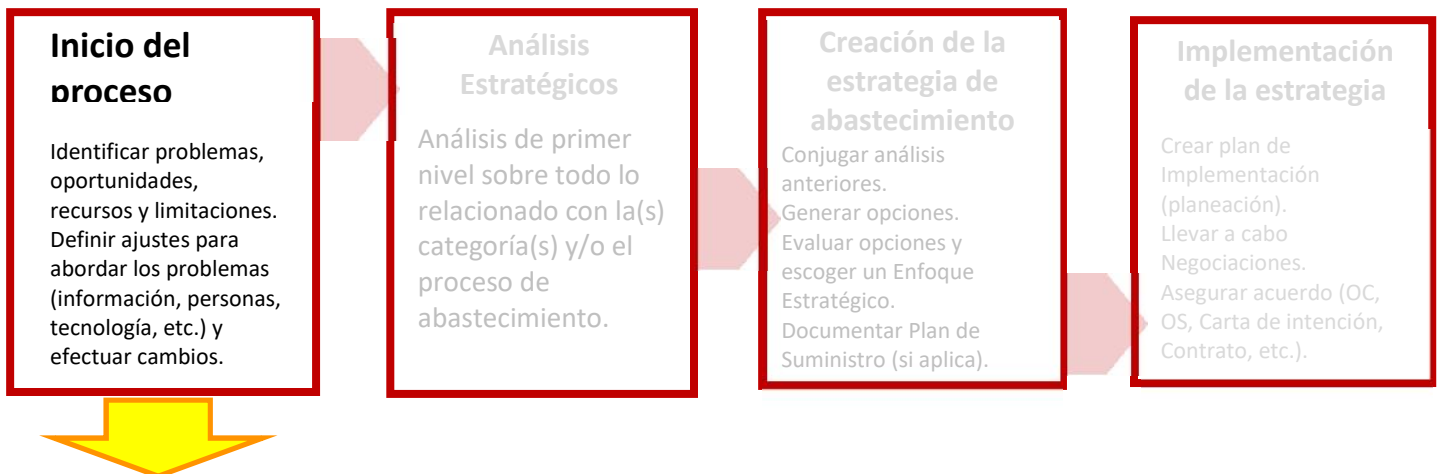 Inicio del
proceso
Identificar problemas,
oportunidades,
recursos y limitaciones.
Definir ajustes para
abordar los problemas
(información, personas,
tecnología, etc.) y
efectuar cambios.
Análisis
Estratégicos
Análisis de primer
nivel sobre todo lo
relacionado con la(s)
categoría(s) y/o el
proceso de
abastecimiento.
Creación de la
estrategia de
abastecimiento
Conjugar análisis
anteriores.
Generar opciones.
Evaluar opciones y
escoger un Enfoque
Estratégico.
Documentar Plan de
Suministro (si aplica).
Implementación
de la estrategia
Crear plan de
Implementación
(planeación).
Llevar a cabo
Negociaciones.
Asegurar acuerdo (OC,
OS, Carta de intención,
Contrato, etc.).